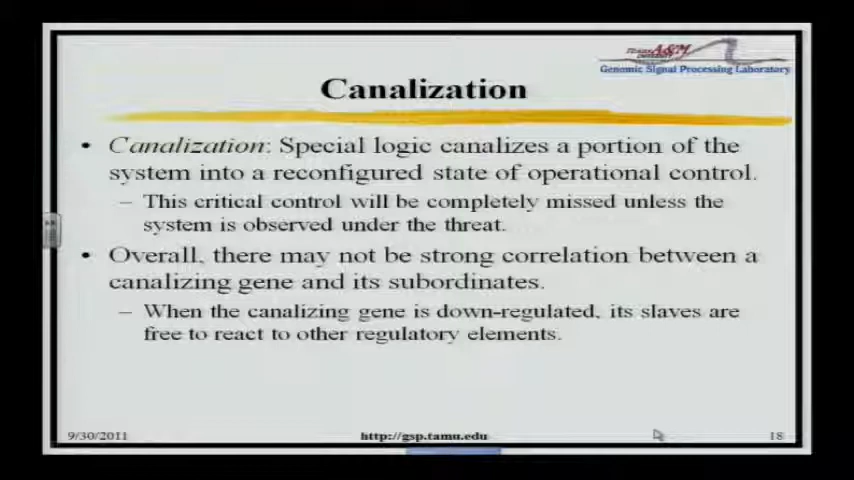 TEXAS A&M
UNIVERSITY
Genomic Signal Processing Laboratory
Canalization
• Canalization: Special logic canalizes a portion of the
system into a reconfigured state of operational control.
– This critical control will be completely missed unless the
system is observed under the threat.
• Overall, there may not be strong correlation between a
canalizing gene and its subordinates.
– When the canalizing gene is down-regulated, its slaves are
free to react to other regulatory elements.
9/30/2011 http://gsp.tamu.edu 18